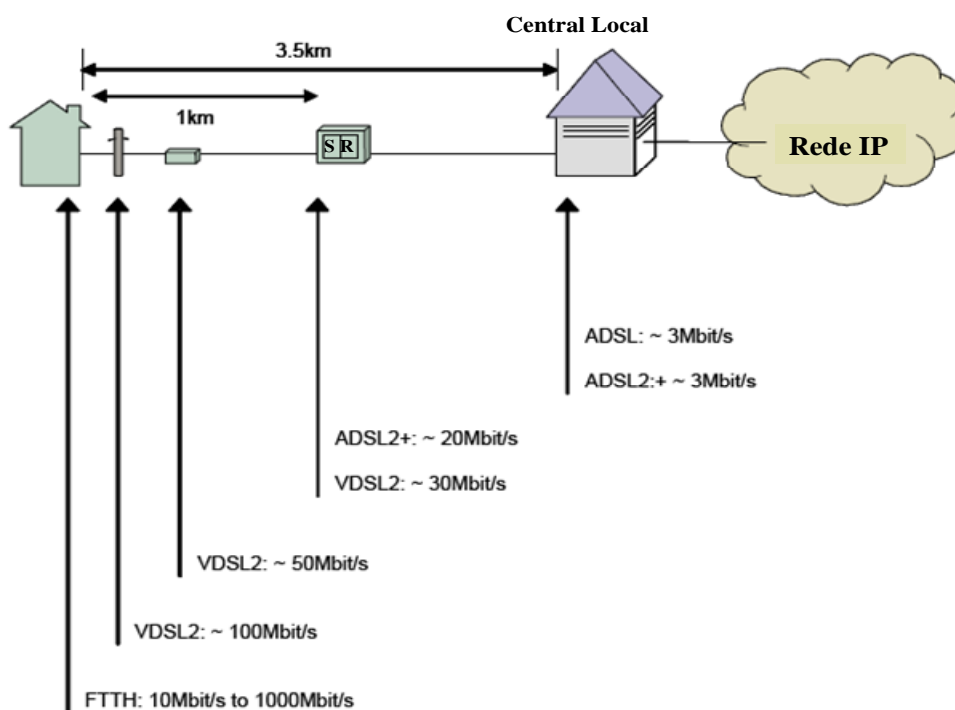 Central Local
3.5km
1km
S R
Rede IP
ADSL: ~ 3Mbit/s
ADSL2:+ ~ 3Mbit/s
ADSL2+: ~ 20Mbit/s
VDSL2: ~ 30Mbit/s
VDSL2: ~ 50Mbit/s
VDSL2: ~ 100Mbit/s
FTTH: 10Mbit/s to 1000Mbit/s